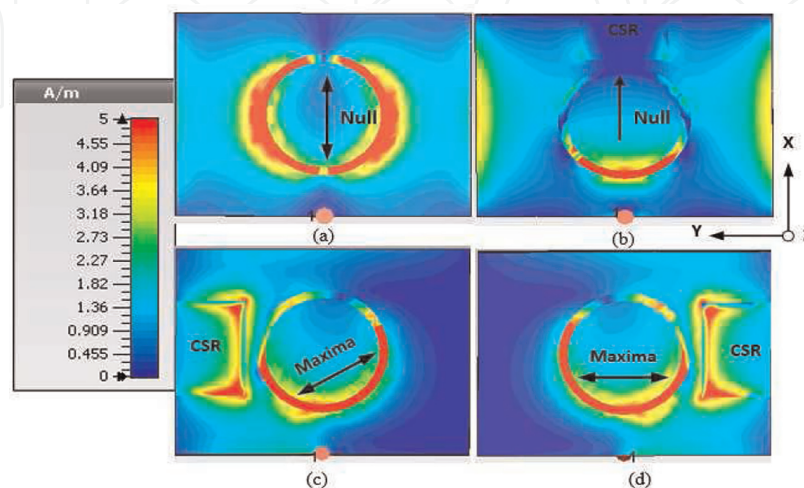 A/m
5
4.55
4.09
3.64
3.18
2.73
2.27
1.82
1.36
0.909
0.455
0
Null
(a)
CSR
Null
(b)
X
Y
CSR
Maxima
(c)
Maxima
CSR
(d)